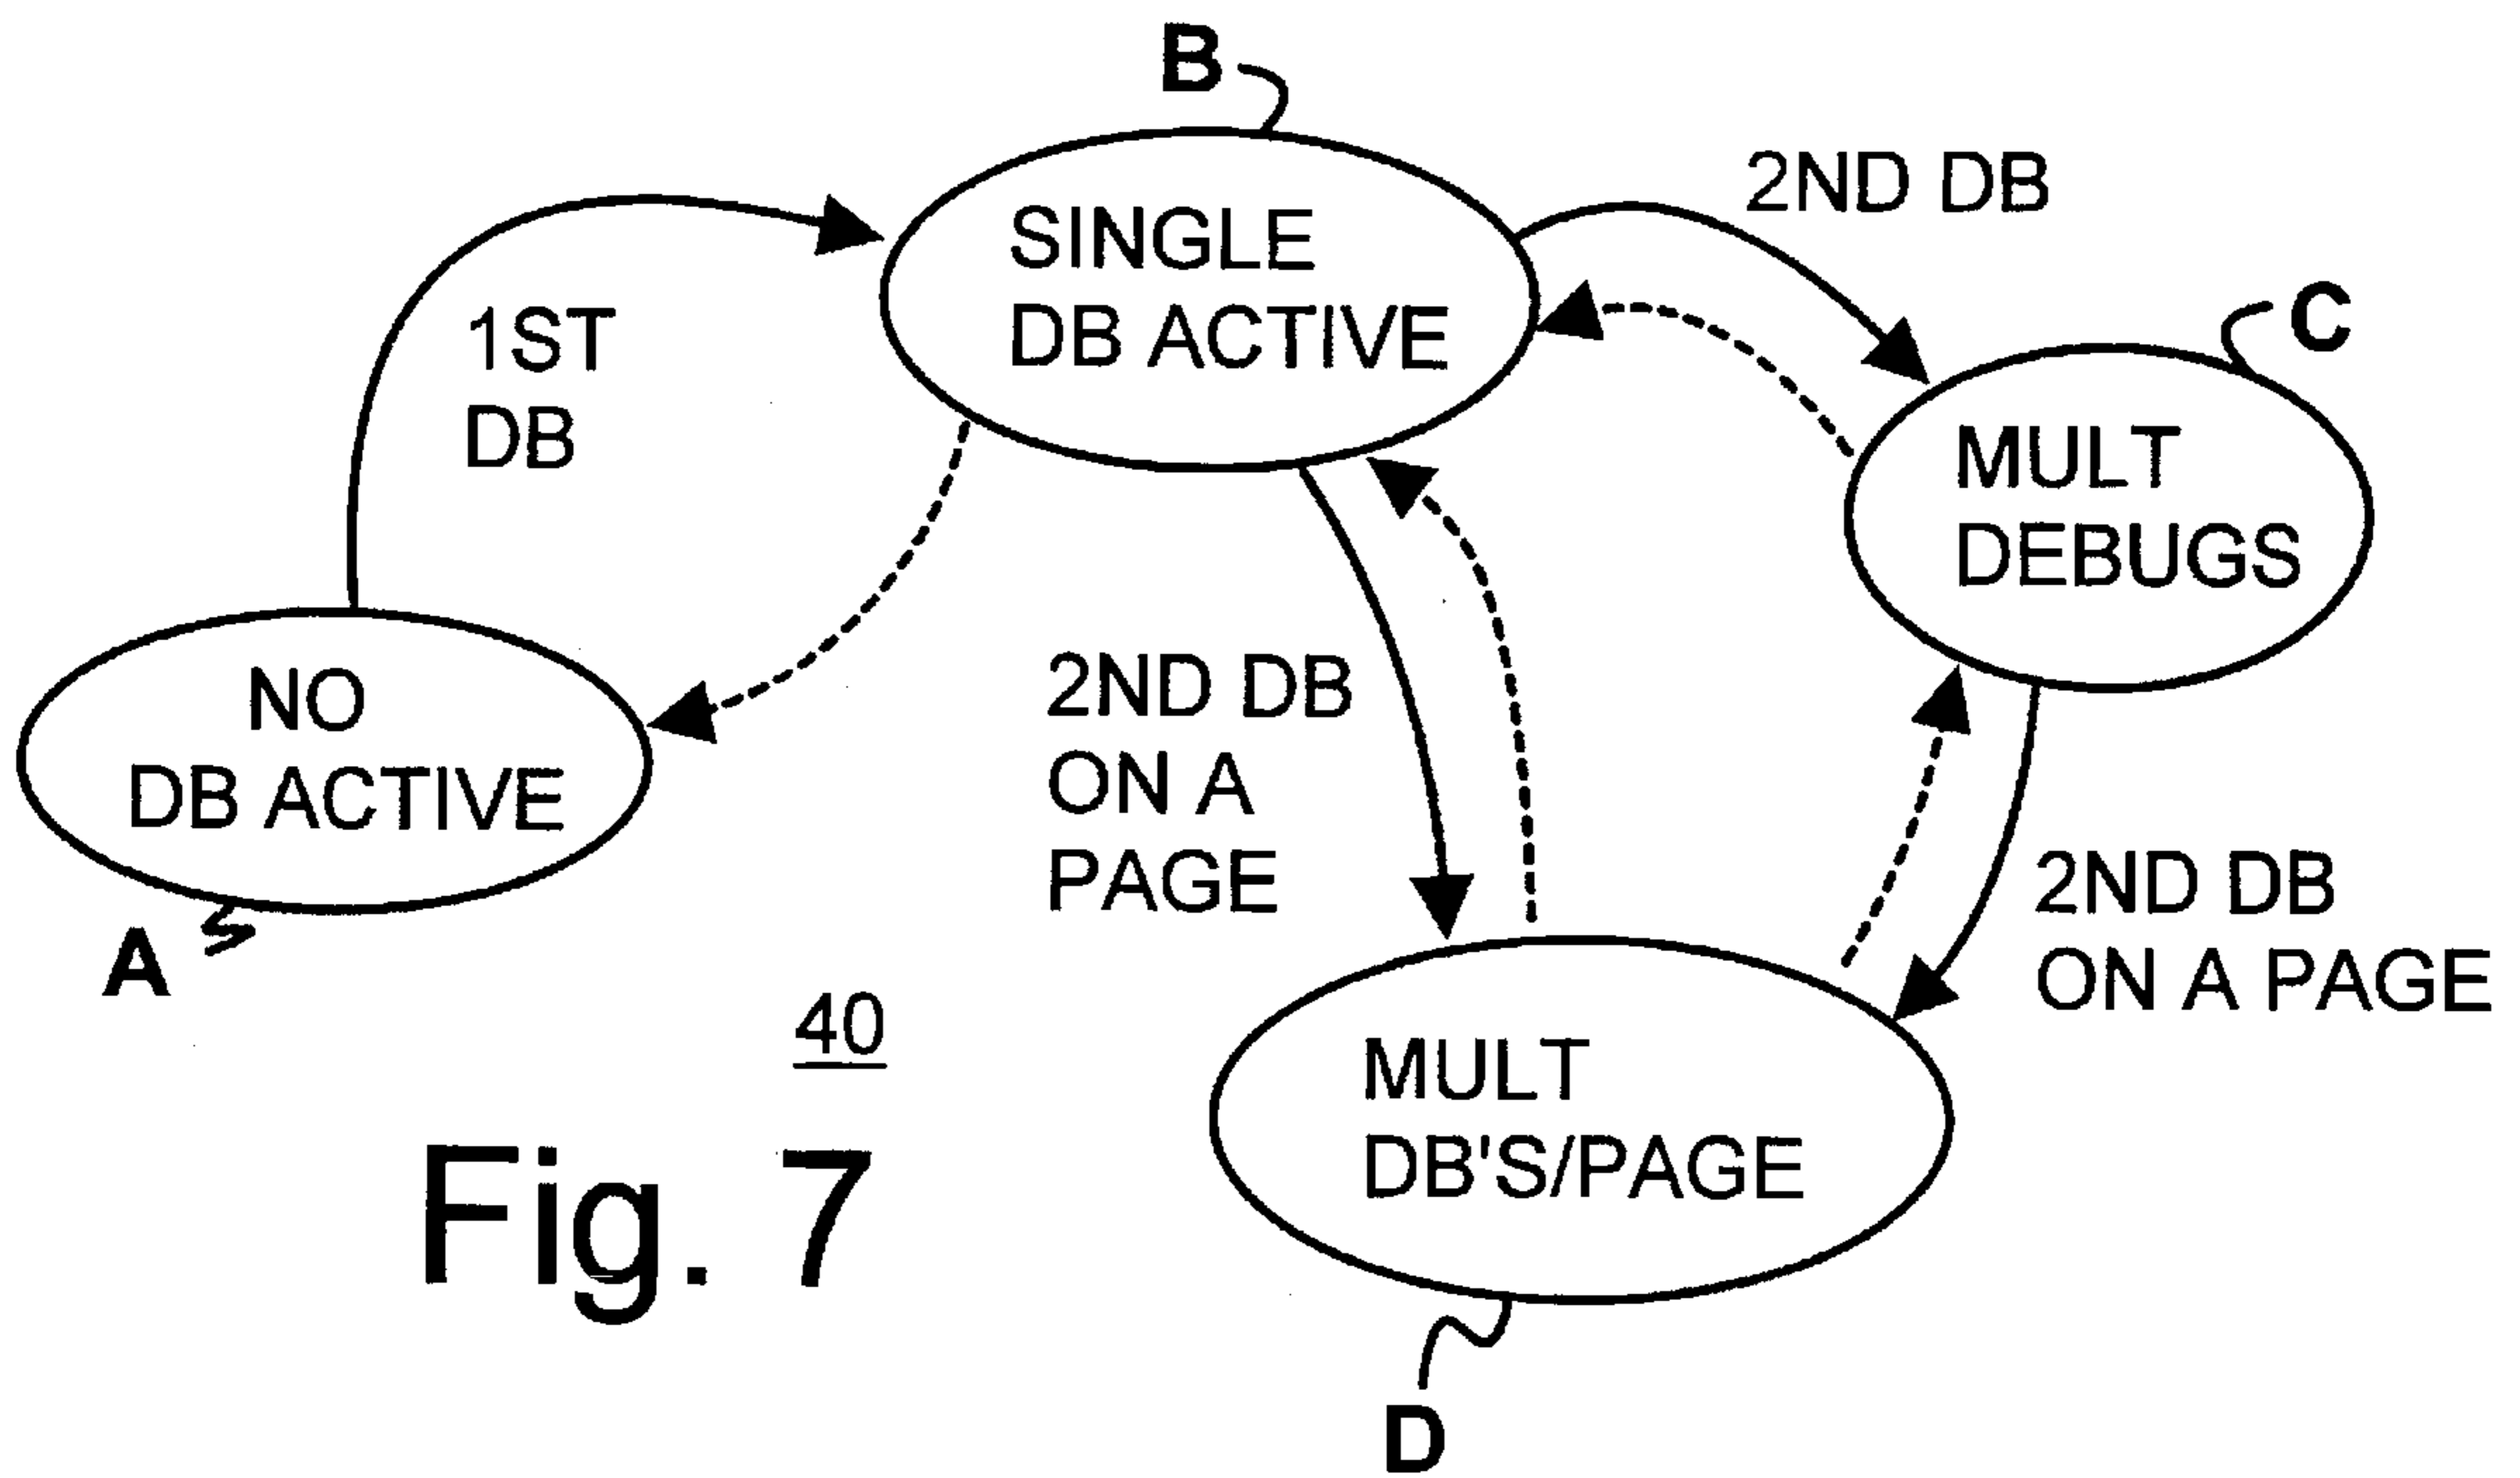 B
SINGLE
DB ACTIVE
2ND DB
C
1ST
DB
MULT
DEBUGS
NO
DB ACTIVE
A
2ND DB
ON A
PAGE
2ND DB
ON A PAGE
MULT
DB'S/PAGE
D
40
Fig. 7